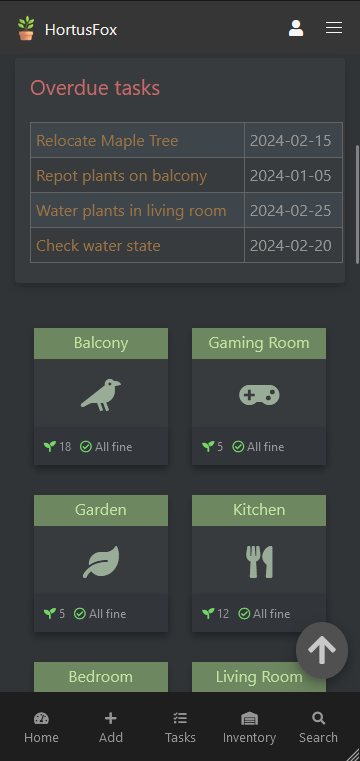 HortusFox
Overdue tasks
Relocate Maple Tree 2024-02-15
Repot plants on balcony 2024-01-05
Water plants in living room 2024-02-25
Check water state 2024-02-20
Balcony Gaming Room
18 All fine 5 All fine
Garden Kitchen
5 All fine 12 All fine
Bedroom Living Room
Home Add Tasks Inventory Search